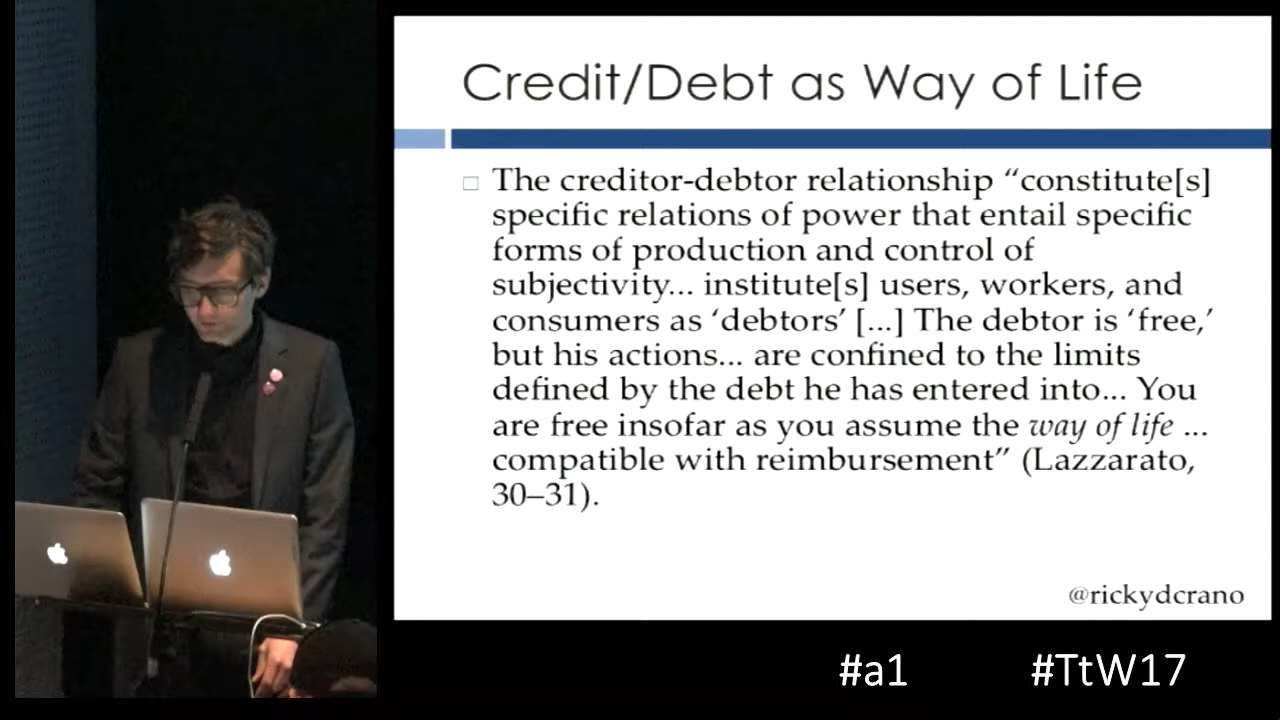 Credit/Debt as Way of Life
The creditor-debtor relationship “constitute[s]
specific relations of power that entail specific
forms of production and control of
subjectivity... institute[s] users, workers, and
consumers as ‘debtors’ [...] The debtor is ‘free,’
but his actions... are confined to the limits
defined by the debt he has entered into... You
are free insofar as you assume the way of life ...
compatible with reimbursement” (Lazzarato,
30–31).
@rickydcrano
#a1 #TtW17